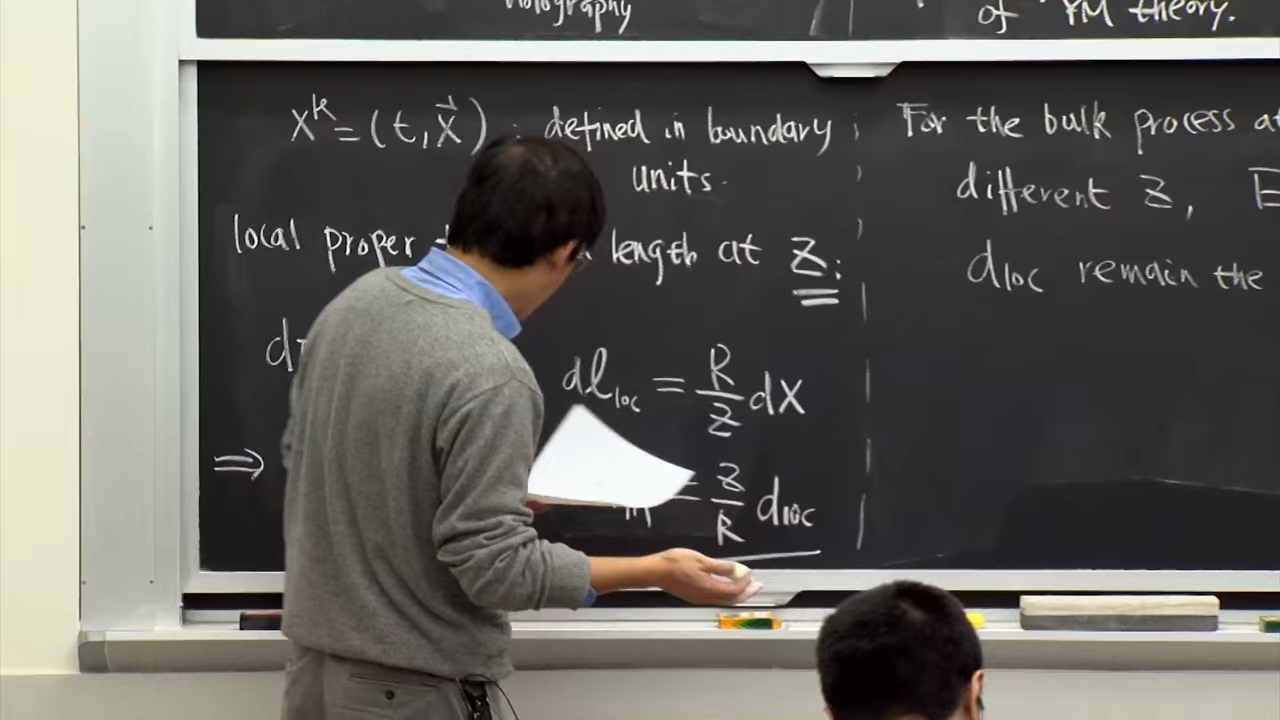 holography
of YM theory.
X^μ = (t, \vec{x}) : defined in boundary
units.
local proper length at z:
dℓ_loc = R/z dX
⇒ = z/R d_loc
For the bulk process at
different z, E
d_loc remain the